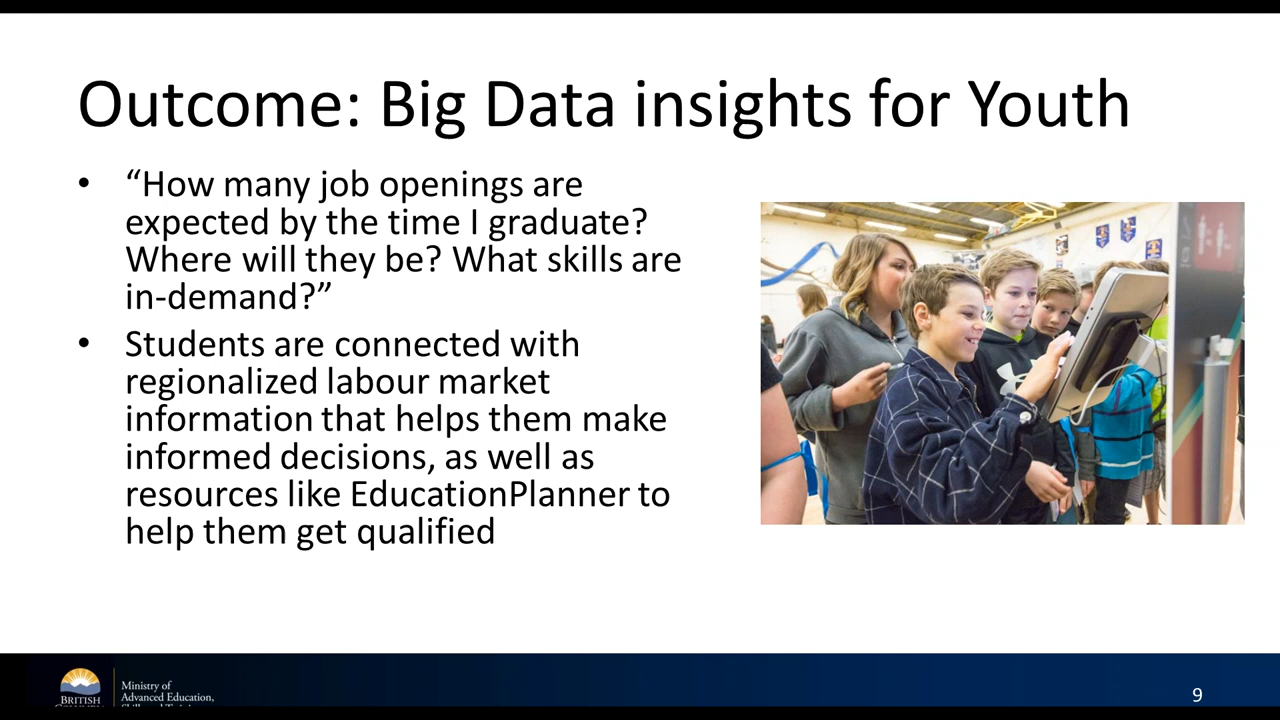 Outcome: Big Data insights for Youth
• “How many job openings are
expected by the time I graduate?
Where will they be? What skills are
in-demand?”
• Students are connected with
regionalized labour market
information that helps them make
informed decisions, as well as
resources like EducationPlanner to
help them get qualified
BRITISH
Ministry of
Advanced Education,
9